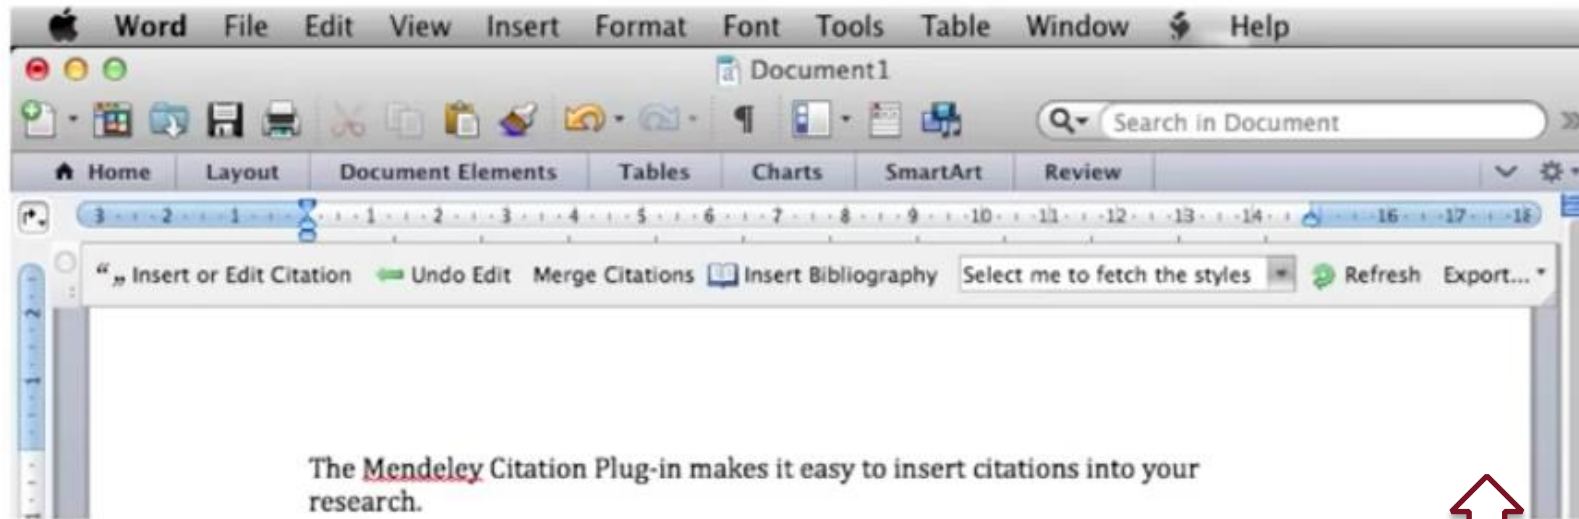 Word File Edit View Insert Format Font Tools Table Window Help
Document1
Search in Document
Home Layout Document Elements Tables Charts SmartArt Review
3 2 1 1 2 3 4 5 6 7 8 9 10 11 12 13 14 16 17 18
“ „ Insert or Edit Citation Undo Edit Merge Citations Insert Bibliography Select me to fetch the styles Refresh Export...
2
1
1
The Mendeley Citation Plug-in makes it easy to insert citations into your
research.